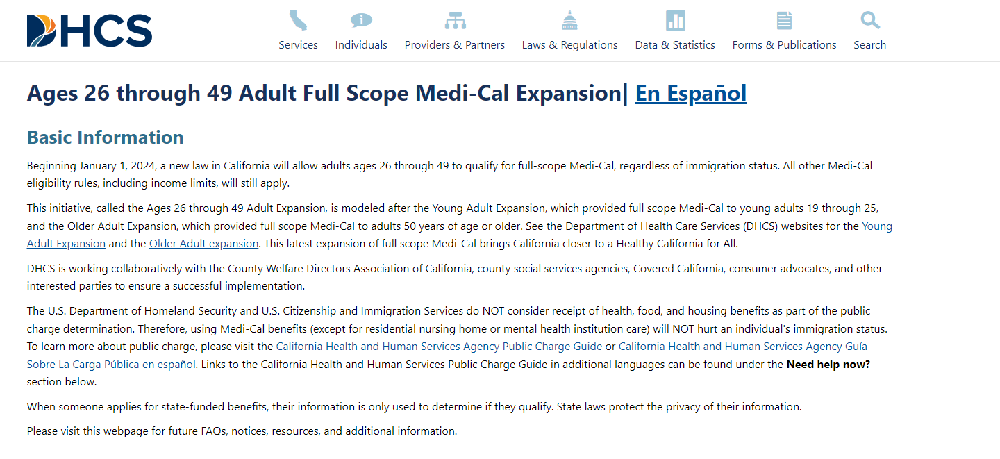 DHCS
Services
Individuals
Providers & Partners
Laws & Regulations
Data & Statistics
Forms & Publications
Search
Ages 26 through 49 Adult Full Scope Medi-Cal Expansion| En Español
Basic Information
Beginning January 1, 2024, a new law in California will allow adults ages 26 through 49 to qualify for full-scope Medi-Cal, regardless of immigration status. All other Medi-Cal
eligibility rules, including income limits, will still apply.
This initiative, called the Ages 26 through 49 Adult Expansion, is modeled after the Young Adult Expansion, which provided full scope Medi-Cal to young adults 19 through 25,
and the Older Adult Expansion, which provided full scope Medi-Cal to adults 50 years of age or older. See the Department of Health Care Services (DHCS) websites for the Young
Adult Expansion and the Older Adult expansion. This latest expansion of full scope Medi-Cal brings California closer to a Healthy California for All.
DHCS is working collaboratively with the County Welfare Directors Association of California, county social services agencies, Covered California, consumer advocates, and other
interested parties to ensure a successful implementation.
The U.S. Department of Homeland Security and U.S. Citizenship and Immigration Services do NOT consider receipt of health, food, and housing benefits as part of the public
charge determination. Therefore, using Medi-Cal benefits (except for residential nursing home or mental health institution care) will NOT hurt an individual's immigration status.
To learn more about public charge, please visit the California Health and Human Services Agency Public Charge Guide or California Health and Human Services Agency Guía
Sobre La Carga Pública en español. Links to the California Health and Human Services Public Charge Guide in additional languages can be found under the Need help now?
section below.
When someone applies for state-funded benefits, their information is only used to determine if they qualify. State laws protect the privacy of their information.
Please visit this webpage for future FAQs, notices, resources, and additional information.